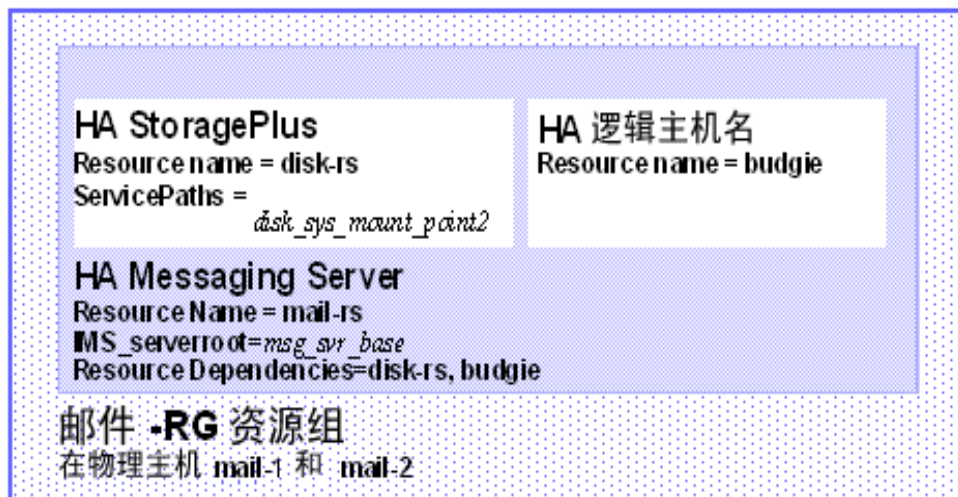 HA StoragePlus
Resource name = disk-rs
ServicePaths =
disk_sys_mount_point2
HA 逻辑主机名
Resource name = budgie
HA Messaging Server
Resource Name = mail-rs
IMS_serverroot=msg_svr_base
Resource Dependencies=disk-rs, budgie
邮件 -RG 资源组
在物理主机 mail-1 和 mail-2